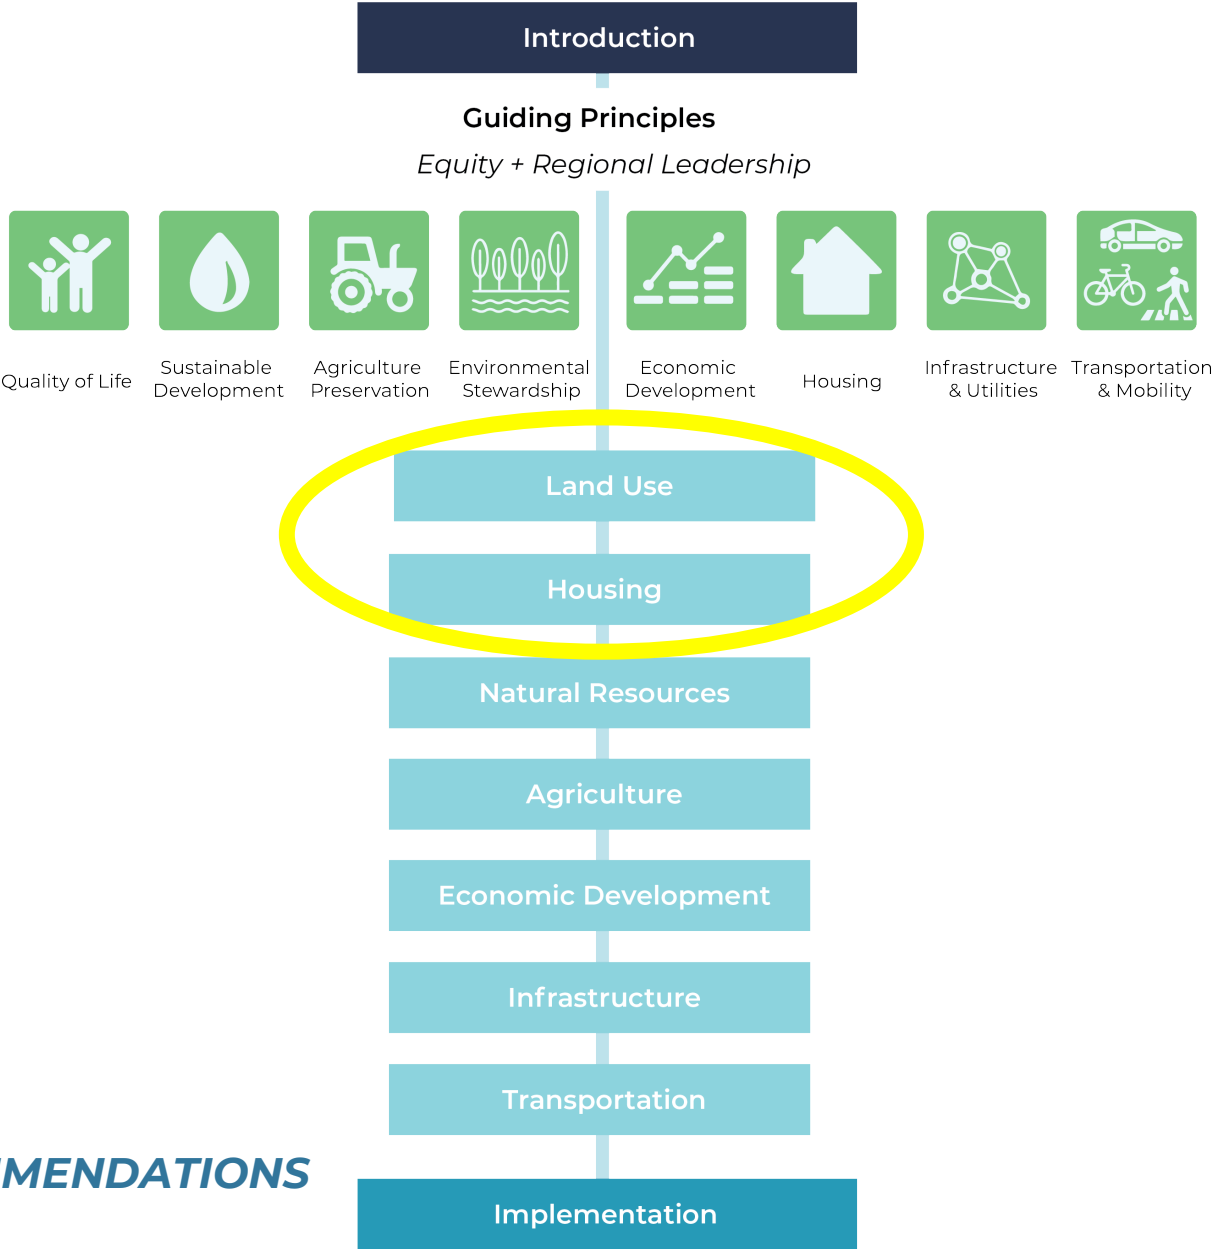 Introduction
Guiding Principles
Equity + Regional Leadership
Quality of Life
Sustainable
Development
Agriculture
Preservation
Environmental
Stewardship
Economic
Development
Housing
Infrastructure
& Utilities
Transportation
& Mobility
Land Use
Housing
Natural Resources
Agriculture
Economic Development
Infrastructure
Transportation
MENDATIONS
Implementation